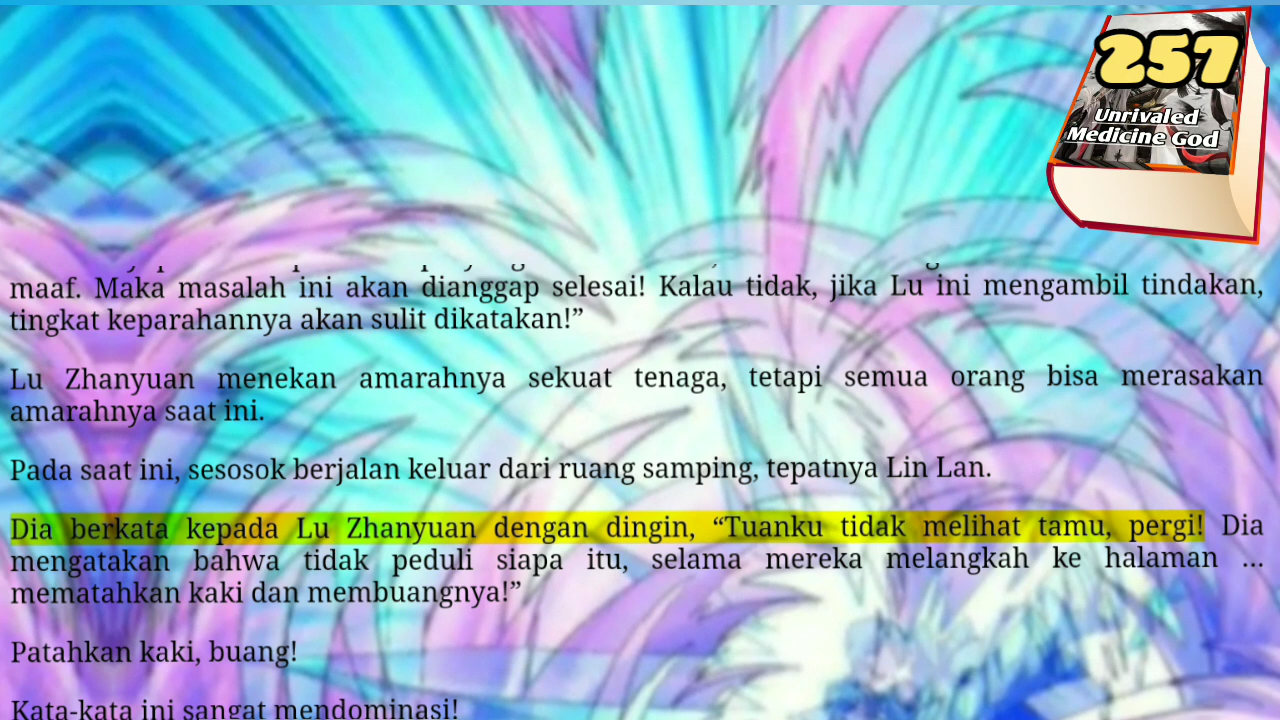 257
Unrivaled
Medicine God
maaf. Maka masalah ini akan dianggap selesai! Kalau tidak, jika Lu ini mengambil tindakan,
tingkat keparahannya akan sulit dikatakan!”
Lu Zhanyuan menekan amarahnya sekuat tenaga, tetapi semua orang bisa merasakan
amarahnya saat ini.
Pada saat ini, sesosok berjalan keluar dari ruang samping, tepatnya Lin Lan.
Dia berkata kepada Lu Zhanyuan dengan dingin, “Tuanku tidak melihat tamu, pergi! Dia
mengatakan bahwa tidak peduli siapa itu, selama mereka melangkah ke halaman ...
mematahkan kaki dan membuangnya!”
Patahkan kaki, buang!
Kata-kata ini sangat mendominasi!